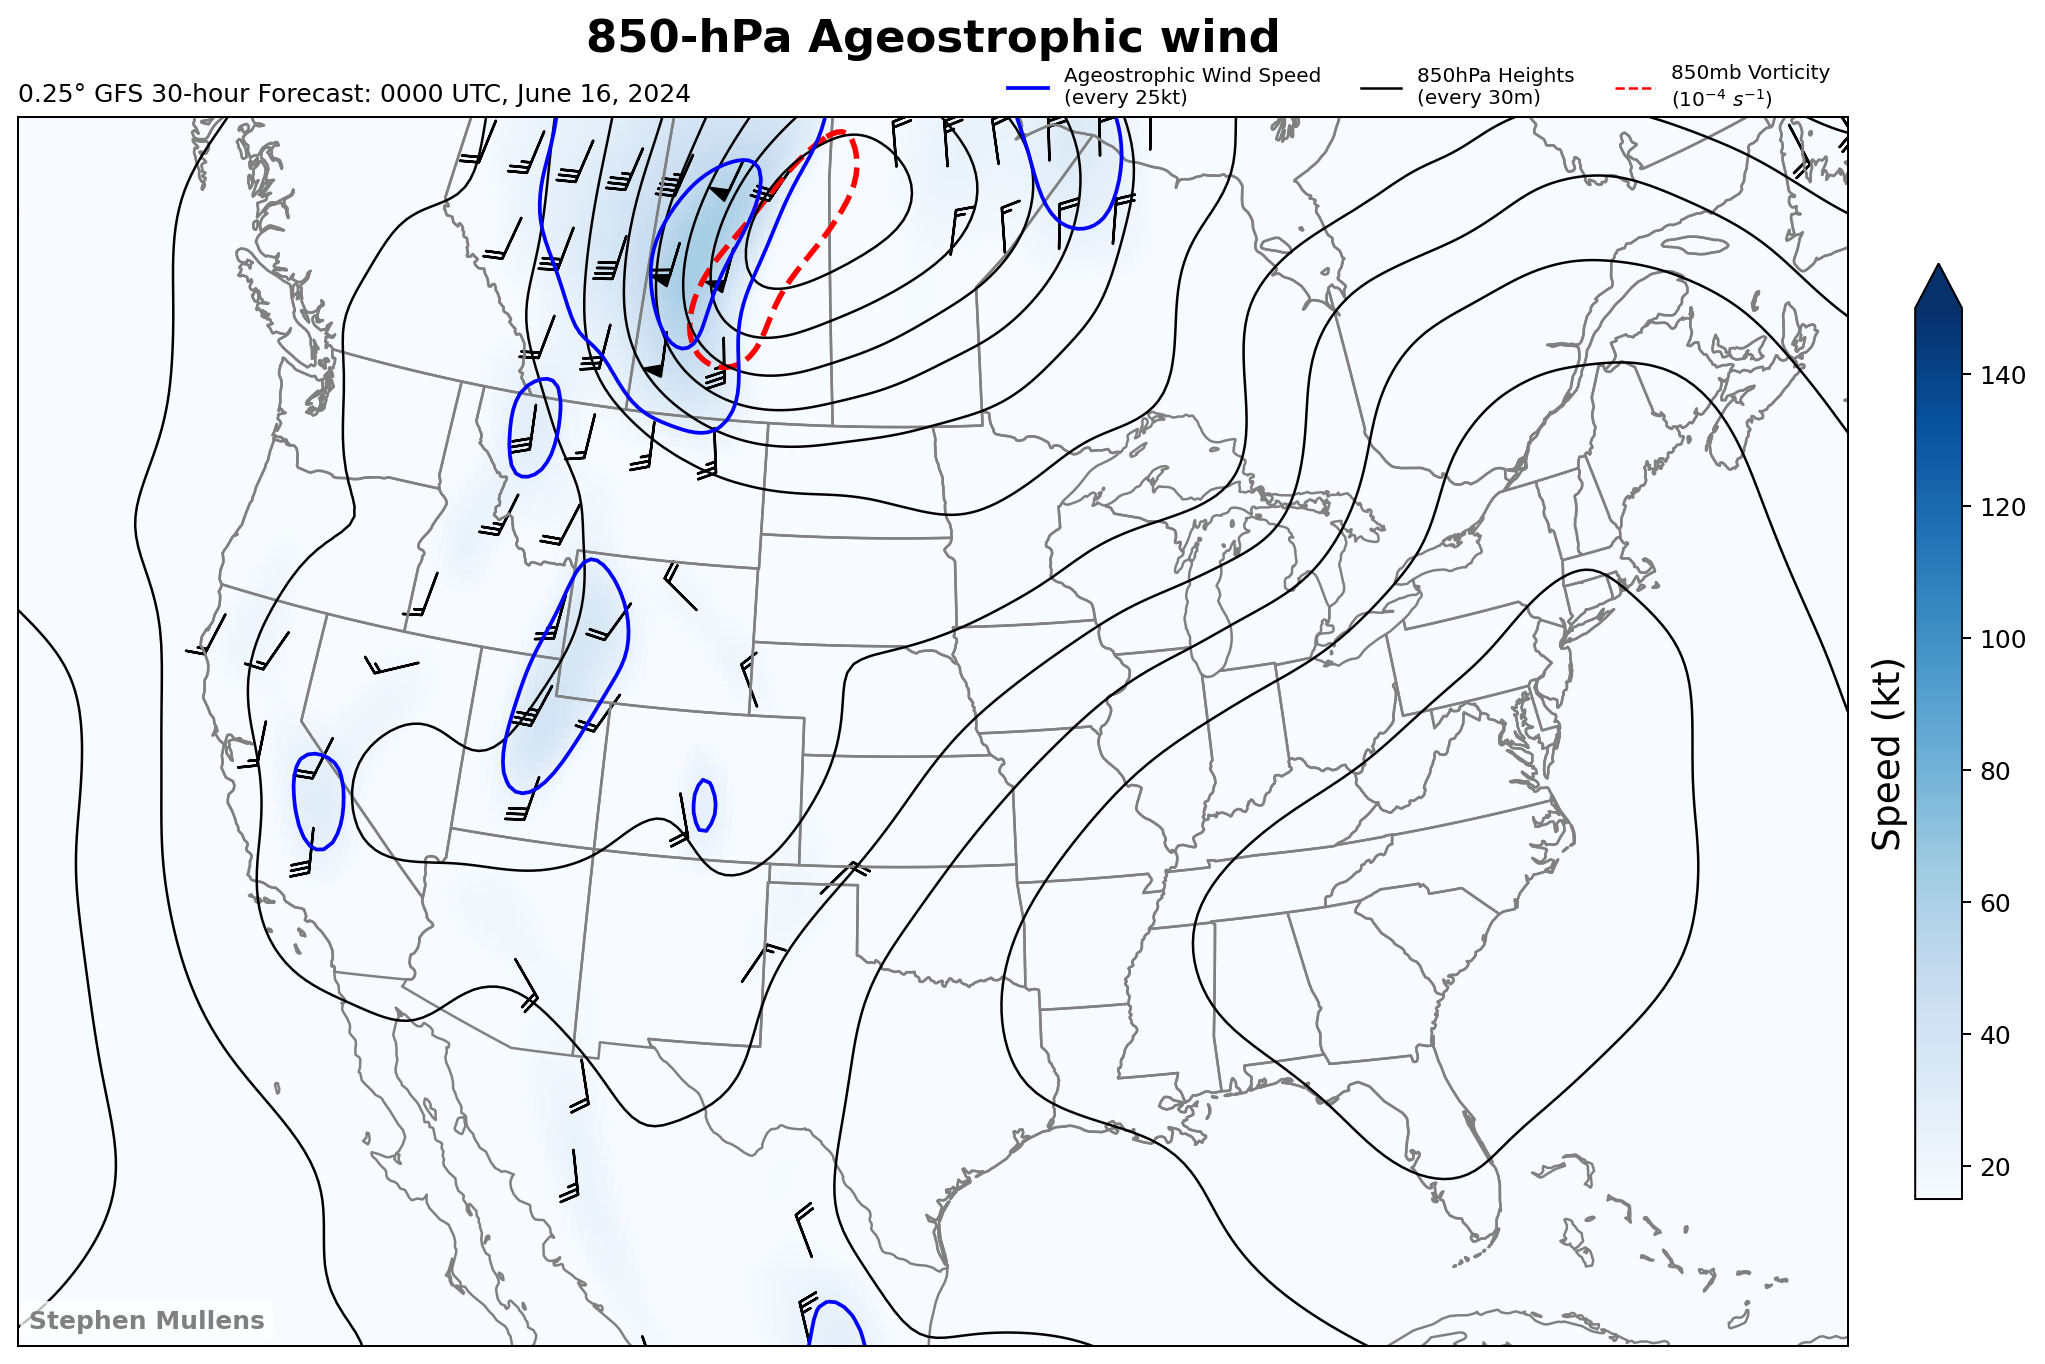 850-hPa Ageostrophic wind
0.25° GFS 30-hour Forecast: 0000 UTC, June 16, 2024
Ageostrophic Wind Speed
(every 25kt)
850hPa Heights
(every 30m)
850mb Vorticity
(10⁻⁴ s⁻¹)
140
120
100
80
60
40
20
Speed (kt)
Stephen Mullens